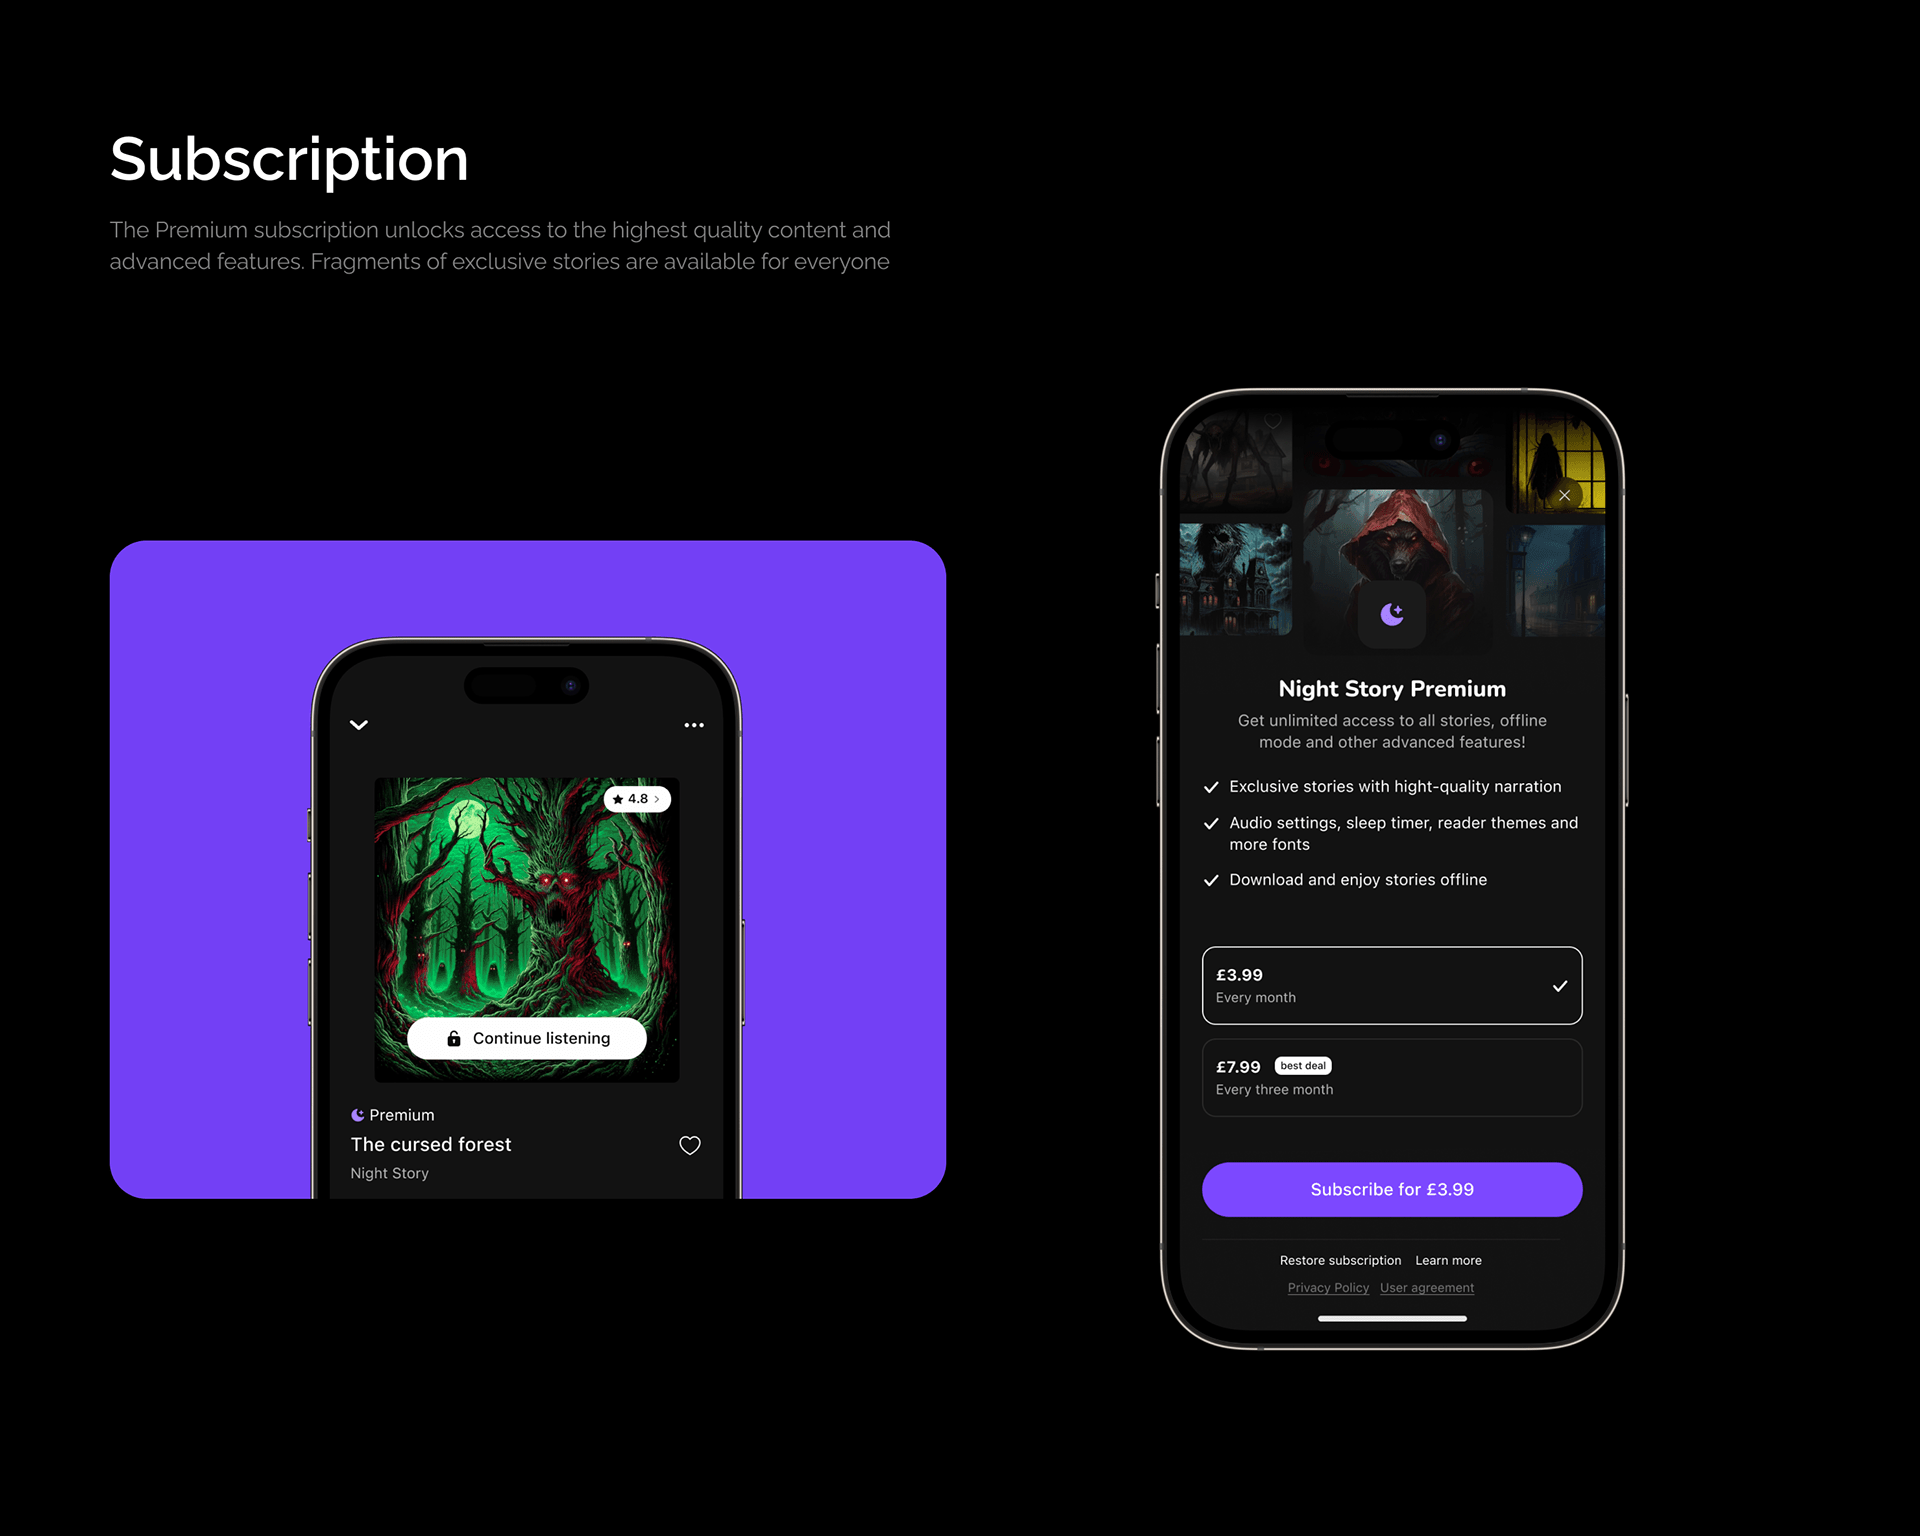 Subscription
The Premium subscription unlocks access to the highest quality content and
advanced features. Fragments of exclusive stories are available for everyone
4.8
Continue listening
Premium
The cursed forest
Night Story
Night Story Premium
Get unlimited access to all stories, offline
mode and other advanced features!
Exclusive stories with hight-quality narration
Audio settings, sleep timer, reader themes and
more fonts
Download and enjoy stories offline
£3.99
Every month
£7.99 best deal
Every three month
Subscribe for £3.99
Restore subscription Learn more
Privacy Policy User agreement